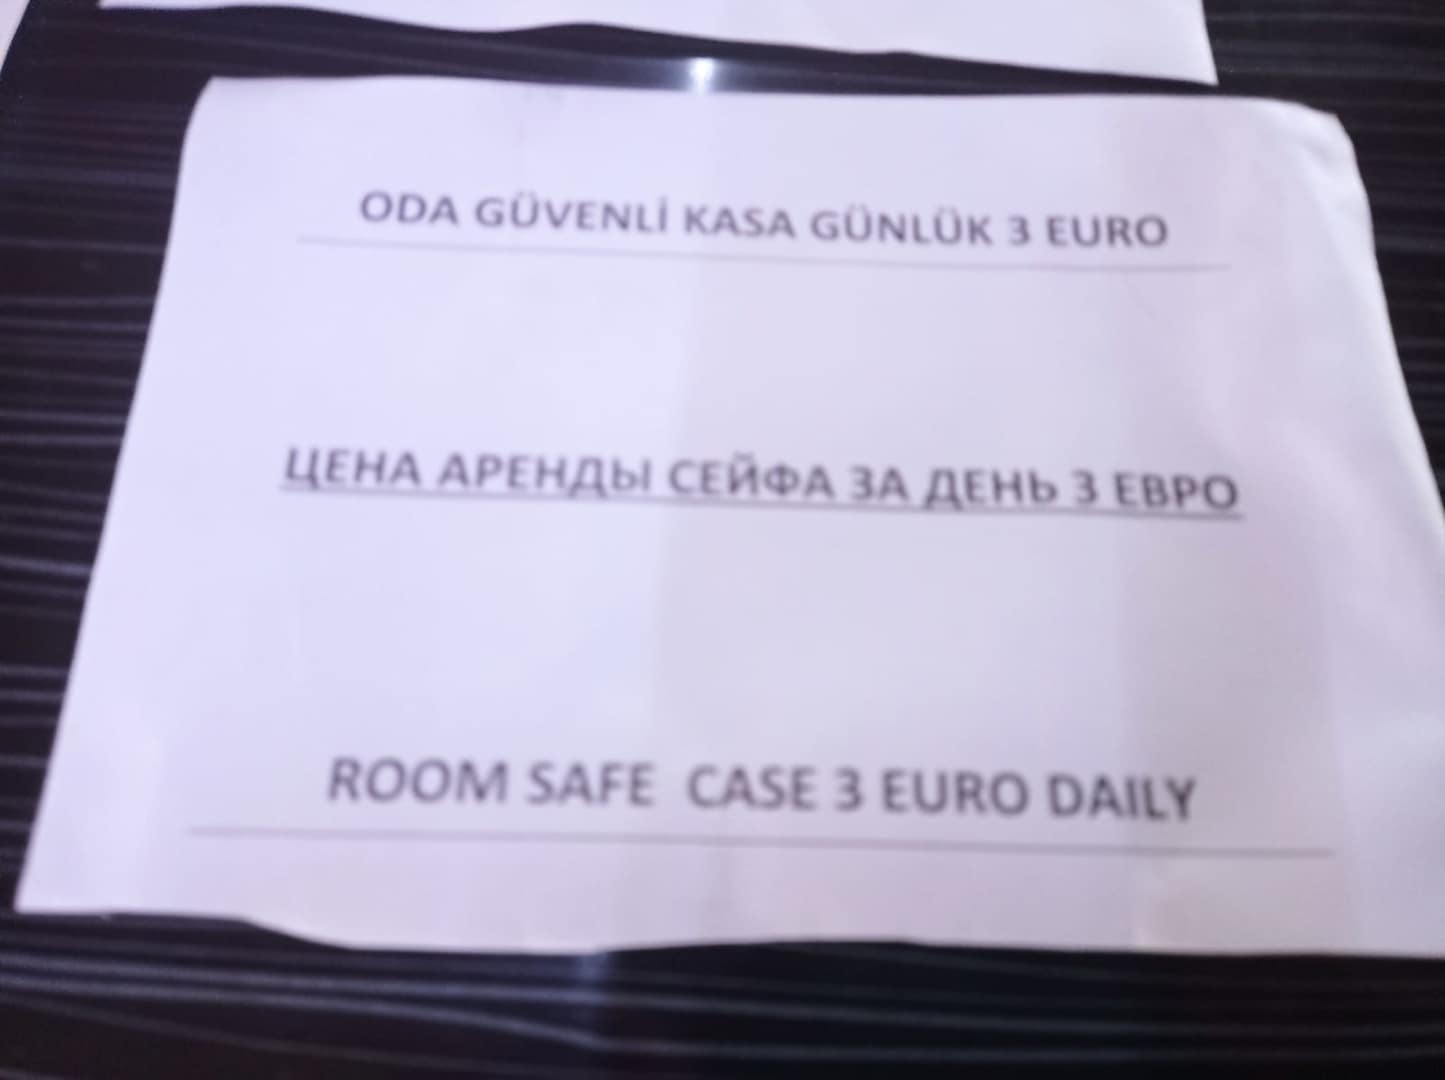 ODA GÜVENLİ KASA GÜNLÜK 3 EURO
ЦЕНА АРЕНДЫ СЕЙФА ЗА ДЕНЬ 3 ЕВРО
ROOM SAFE  CASE 3 EURO DAILY